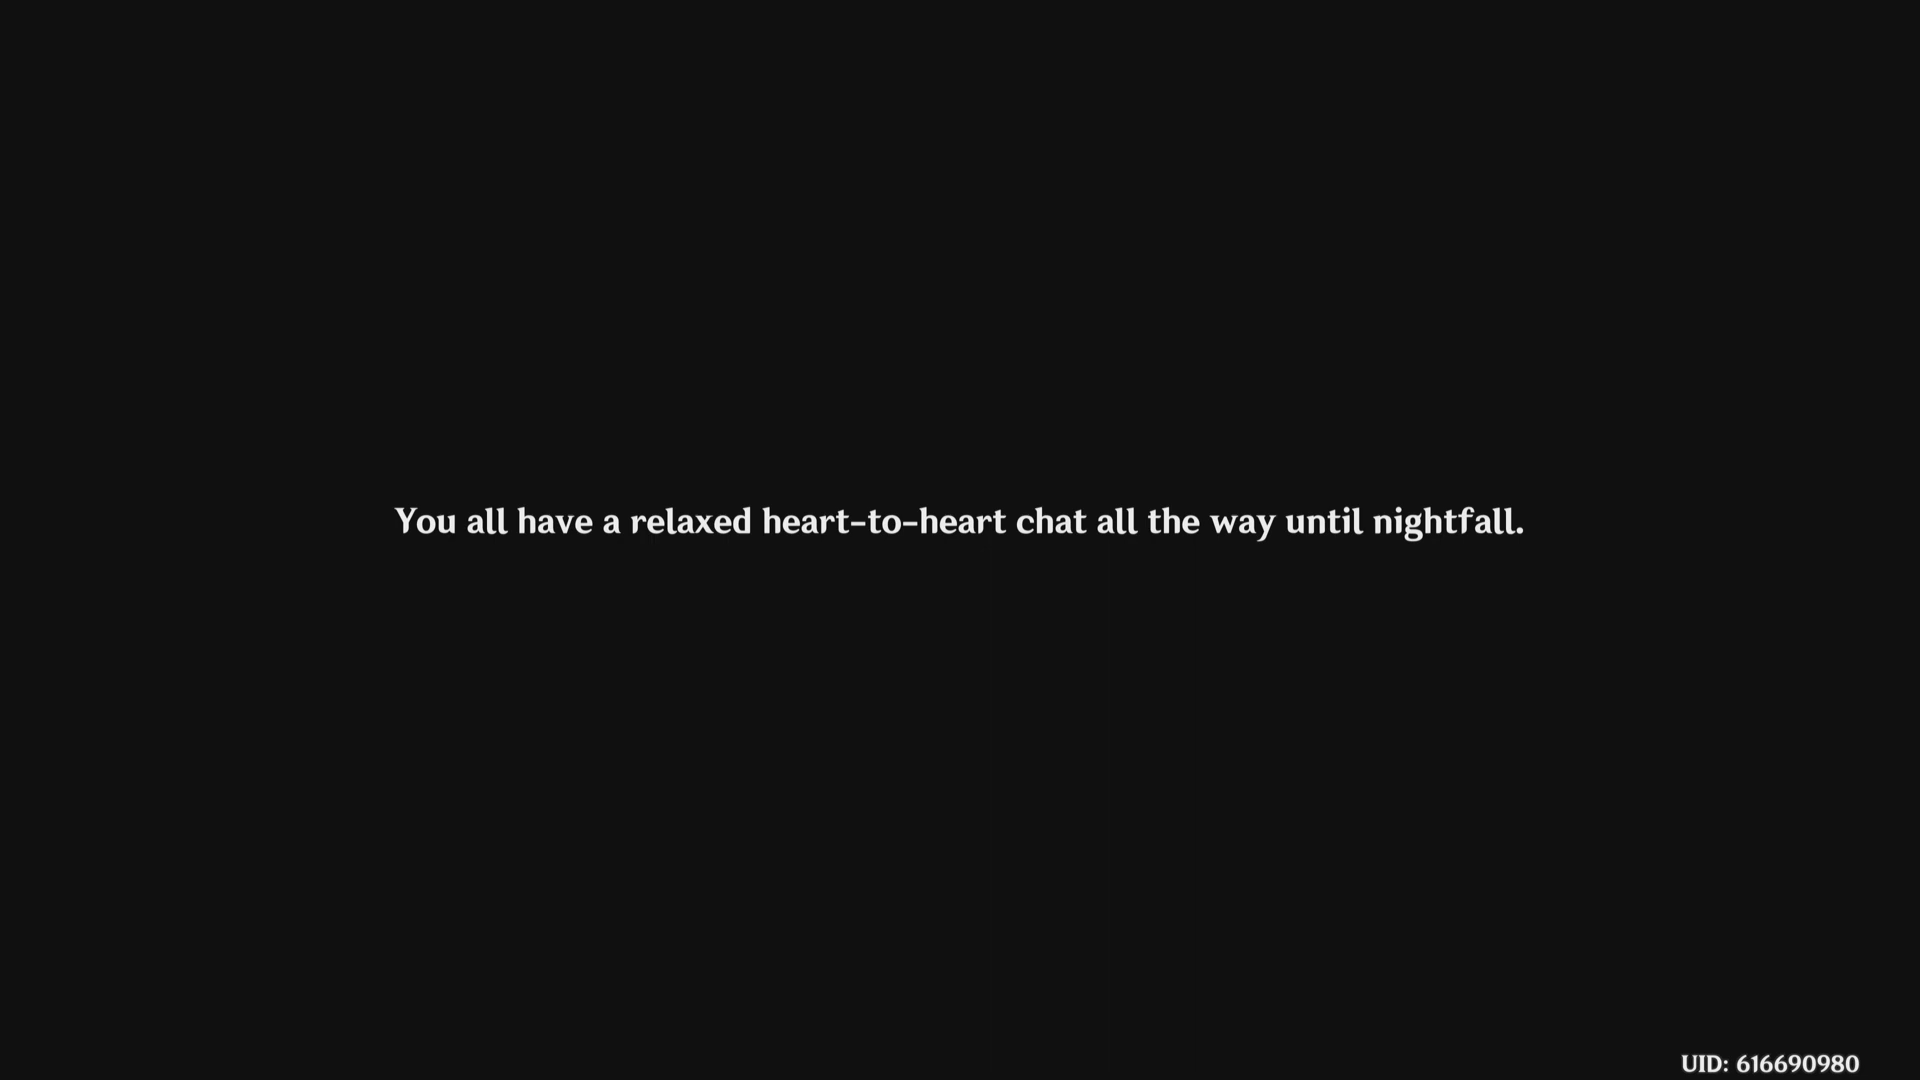 You all have a relaxed heart-to-heart chat all the way until nightfall.
UID: 616690980